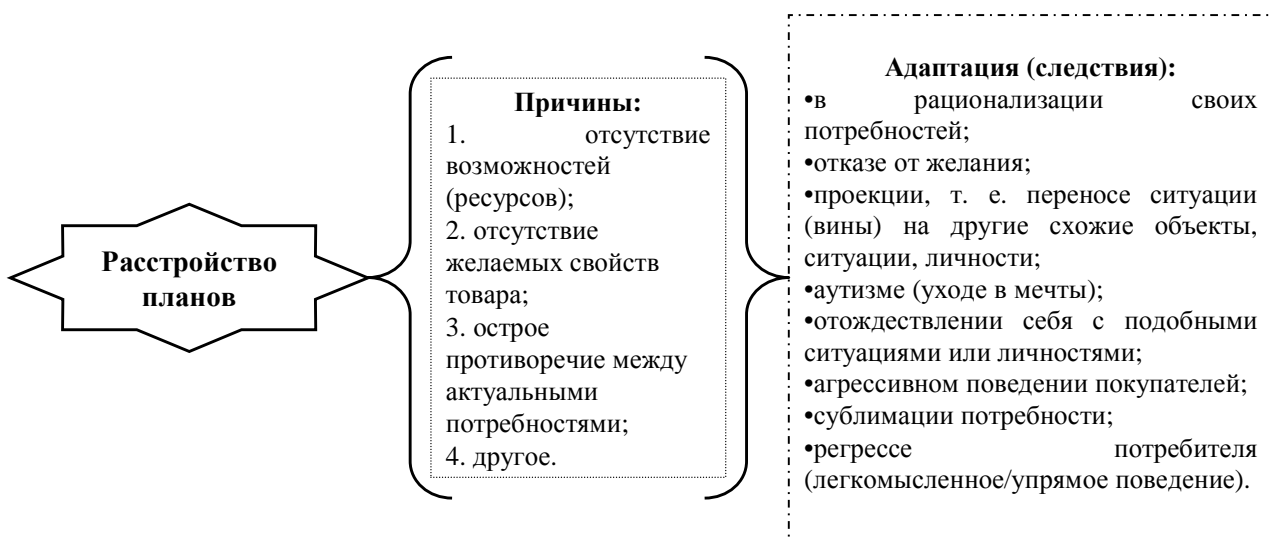 Расстройство
планов
Причины:
1. отсутствие
возможностей
(ресурсов);
2. отсутствие
желаемых свойств
товара;
3. острое
противоречие между
актуальными
потребностями;
4. другое.
Адаптация (следствия):
•в рационализации своих
потребностей;
•отказе от желания;
•проекции, т. е. переносе ситуации
(вины) на другие схожие объекты,
ситуации, личности;
•аутизме (уходе в мечты);
•отождествлении себя с подобными
ситуациями или личностями;
•агрессивном поведении покупателей;
•сублимации потребности;
•регрессе потребителя
(легкомысленное/упрямое поведение).